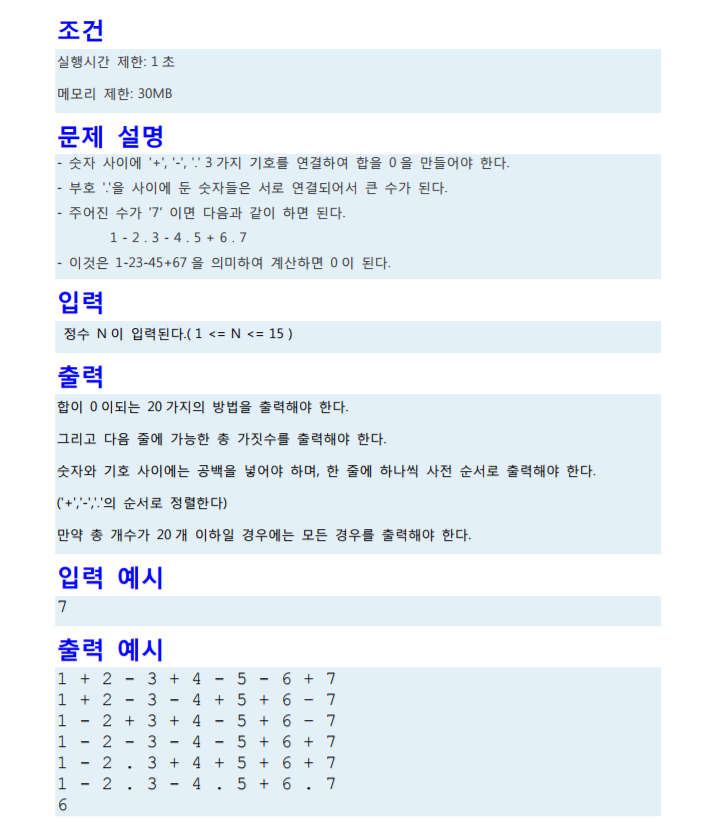 조건
실행시간 제한: 1 초
메모리 제한: 30MB
문제 설명
- 숫자 사이에 '+', '-', '.' 3 가지 기호를 연결하여 합을 0 을 만들어야 한다.
- 부호 '.'을 사이에 둔 숫자들은 서로 연결되어서 큰 수가 된다.
- 주어진 수가 '7' 이면 다음과 같이 하면 된다.
1 - 2 . 3 - 4 . 5 + 6 . 7
- 이것은 1-23-45+67 을 의미하여 계산하면 0 이 된다.
입력
정수 N 이 입력된다.( 1 <= N <= 15 )
출력
합이 0 이되는 20 가지의 방법을 출력해야 한다.
그리고 다음 줄에 가능한 총 가짓수를 출력해야 한다.
숫자와 기호 사이에는 공백을 넣어야 하며, 한 줄에 하나씩 사전 순서로 출력해야 한다.
('+','-','.'의 순서로 정렬한다)
만약 총 개수가 20 개 이하일 경우에는 모든 경우를 출력해야 한다.
입력 예시
7
출력 예시
1 + 2 - 3 + 4 - 5 - 6 + 7
1 + 2 - 3 - 4 + 5 + 6 - 7
1 - 2 + 3 + 4 - 5 + 6 - 7
1 - 2 - 3 - 4 - 5 + 6 + 7
1 - 2 . 3 + 4 + 5 + 6 + 7
1 - 2 . 3 - 4 . 5 + 6 . 7
6